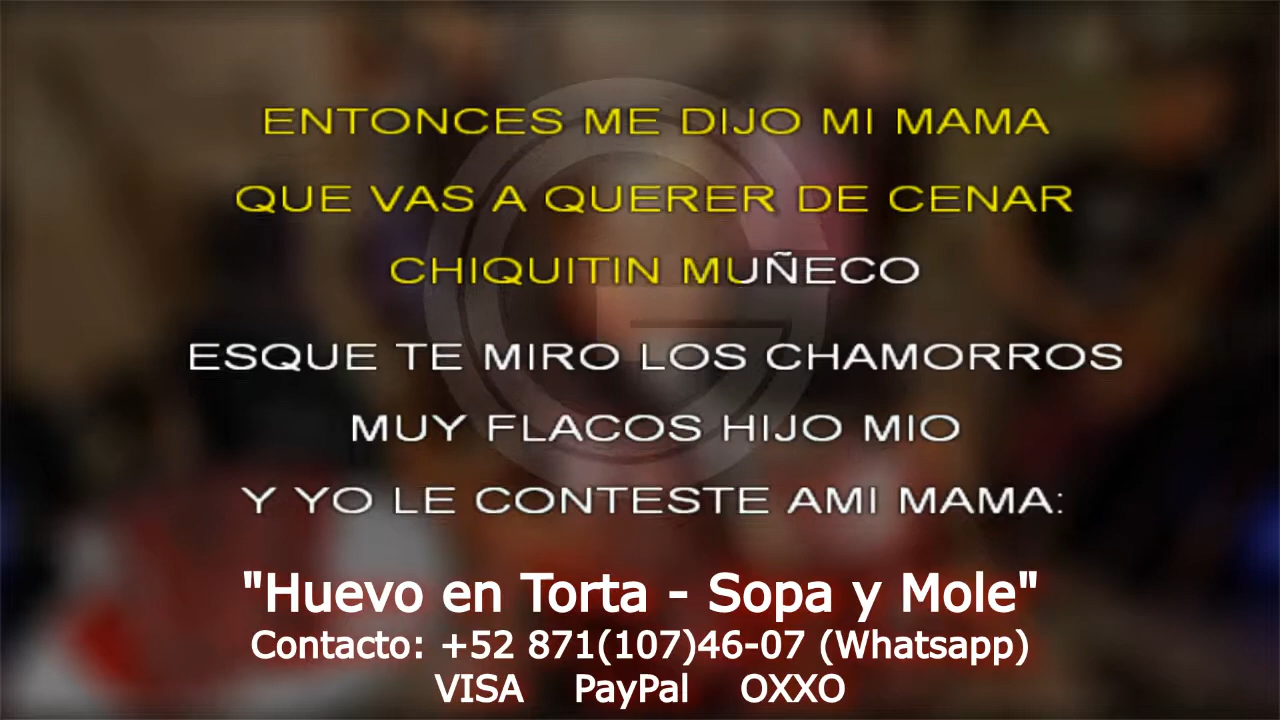 ENTONCES ME DIJO MI MAMA
QUE VAS A QUERER DE CENAR
CHIQUITIN MUÑECO
ESQUE TE MIRO LOS CHAMORROS
MUY FLACOS HIJO MIO
Y YO LE CONTESTE AMI MAMA:
"Huevo en Torta - Sopa y Mole"
Contacto: +52 871(107)46-07 (Whatsapp)
VISA PayPal OXXO